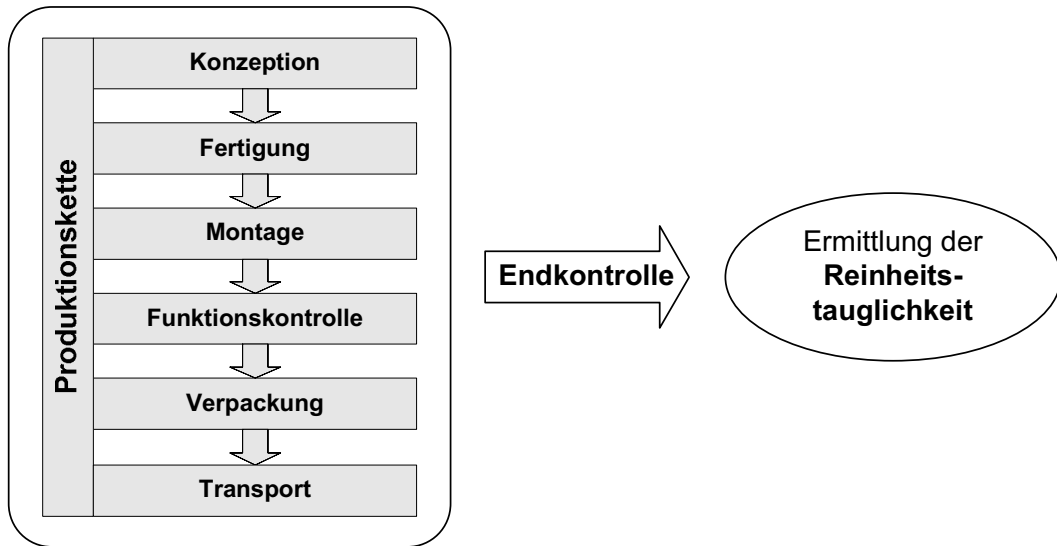 Produktionskette
Konzeption
Fertigung
Montage
Funktionskontrolle
Verpackung
Transport
Endkontrolle
Ermittlung der
Reinheits-
tauglichkeit